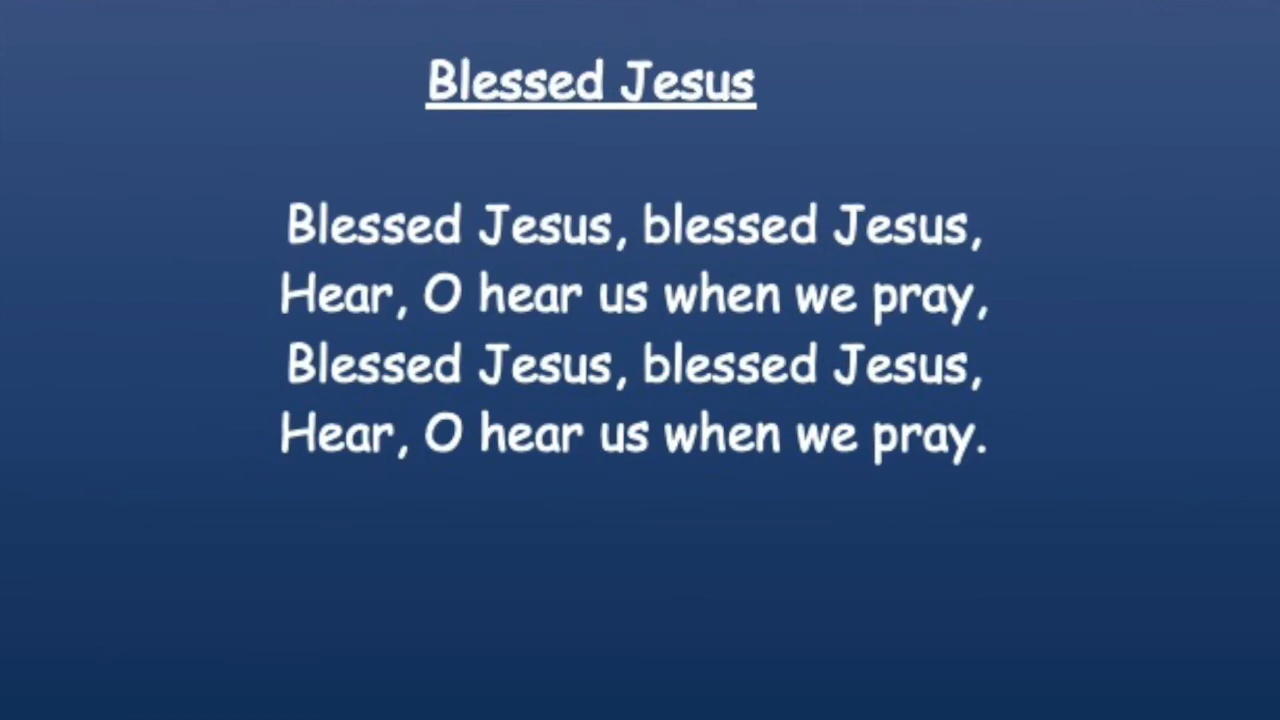 Blessed Jesus
Blessed Jesus, blessed Jesus,
Hear, O hear us when we pray,
Blessed Jesus, blessed Jesus,
Hear, O hear us when we pray.